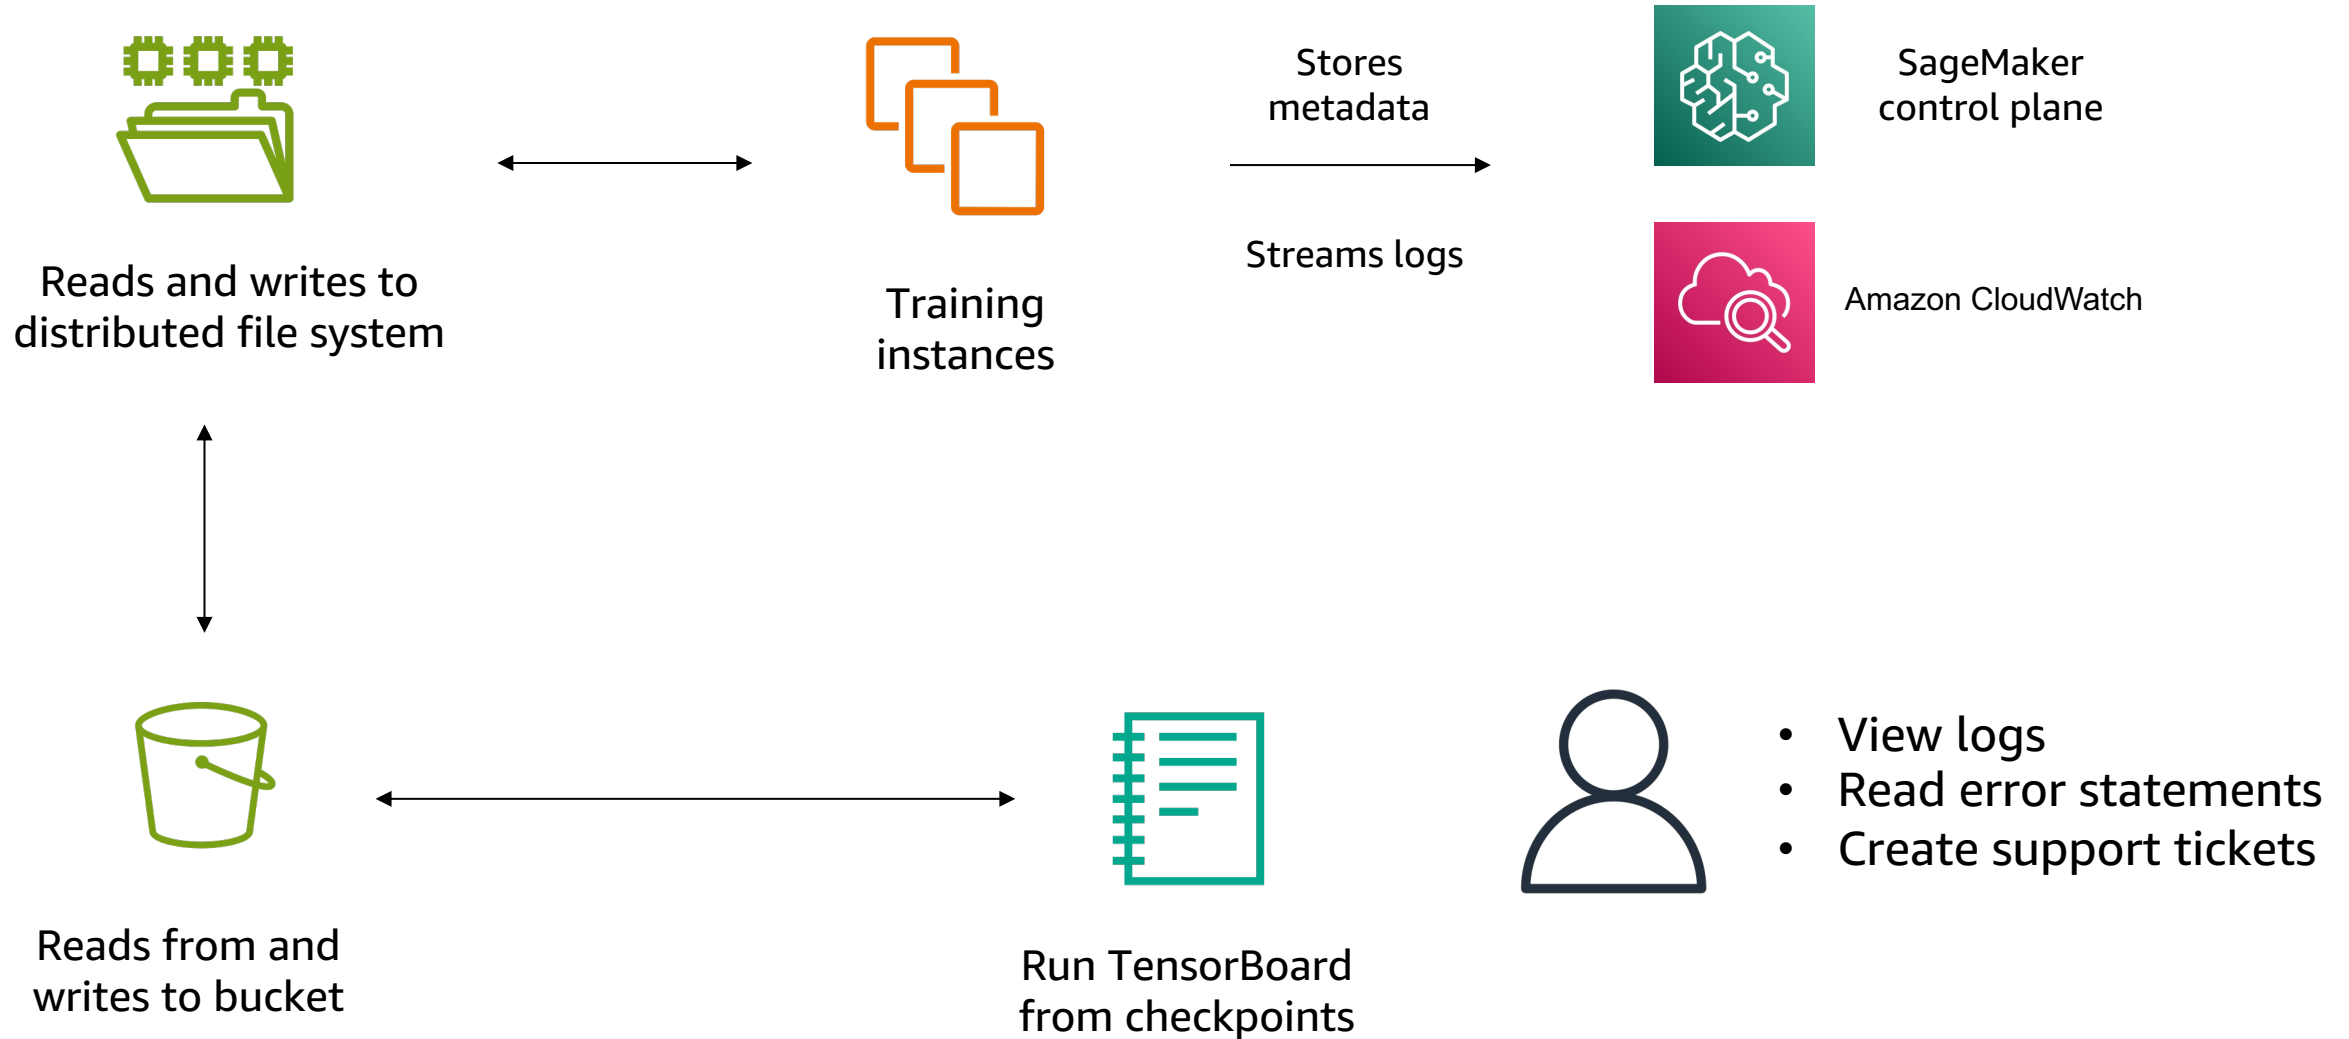 Reads and writes to
distributed file system
Training
instances
Stores
metadata
Streams logs
SageMaker
control plane
Amazon CloudWatch
Reads from and
writes to bucket
Run TensorBoard
from checkpoints
• View logs
• Read error statements
• Create support tickets